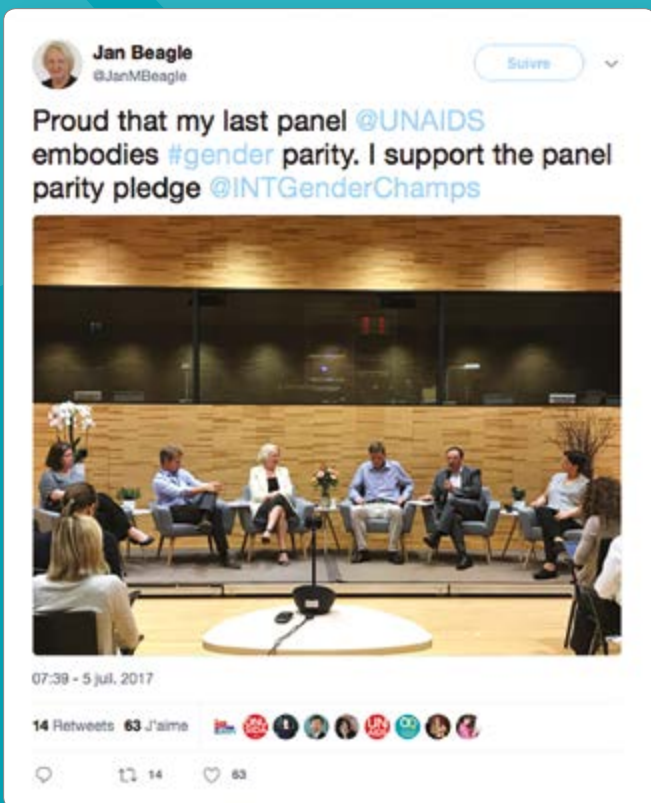 Jan Beagle
@JanMBeagle
Suivre
Proud that my last panel @UNAIDS
embodies #gender parity. I support the panel
parity pledge @INTGenderChamps
07:39 - 5 juil. 2017
14 Retweets 63 J'aime
14 63